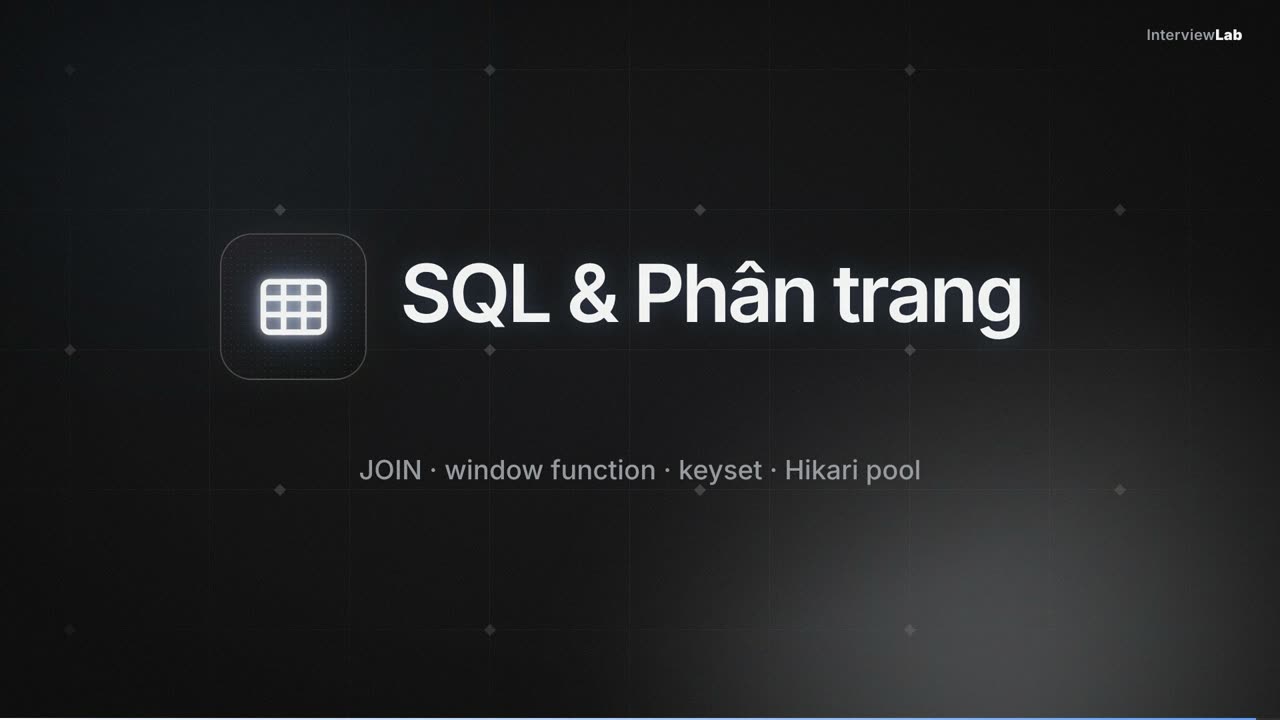 InterviewLab
SQL & Phân trang
JOIN · window function · keyset · Hikari pool